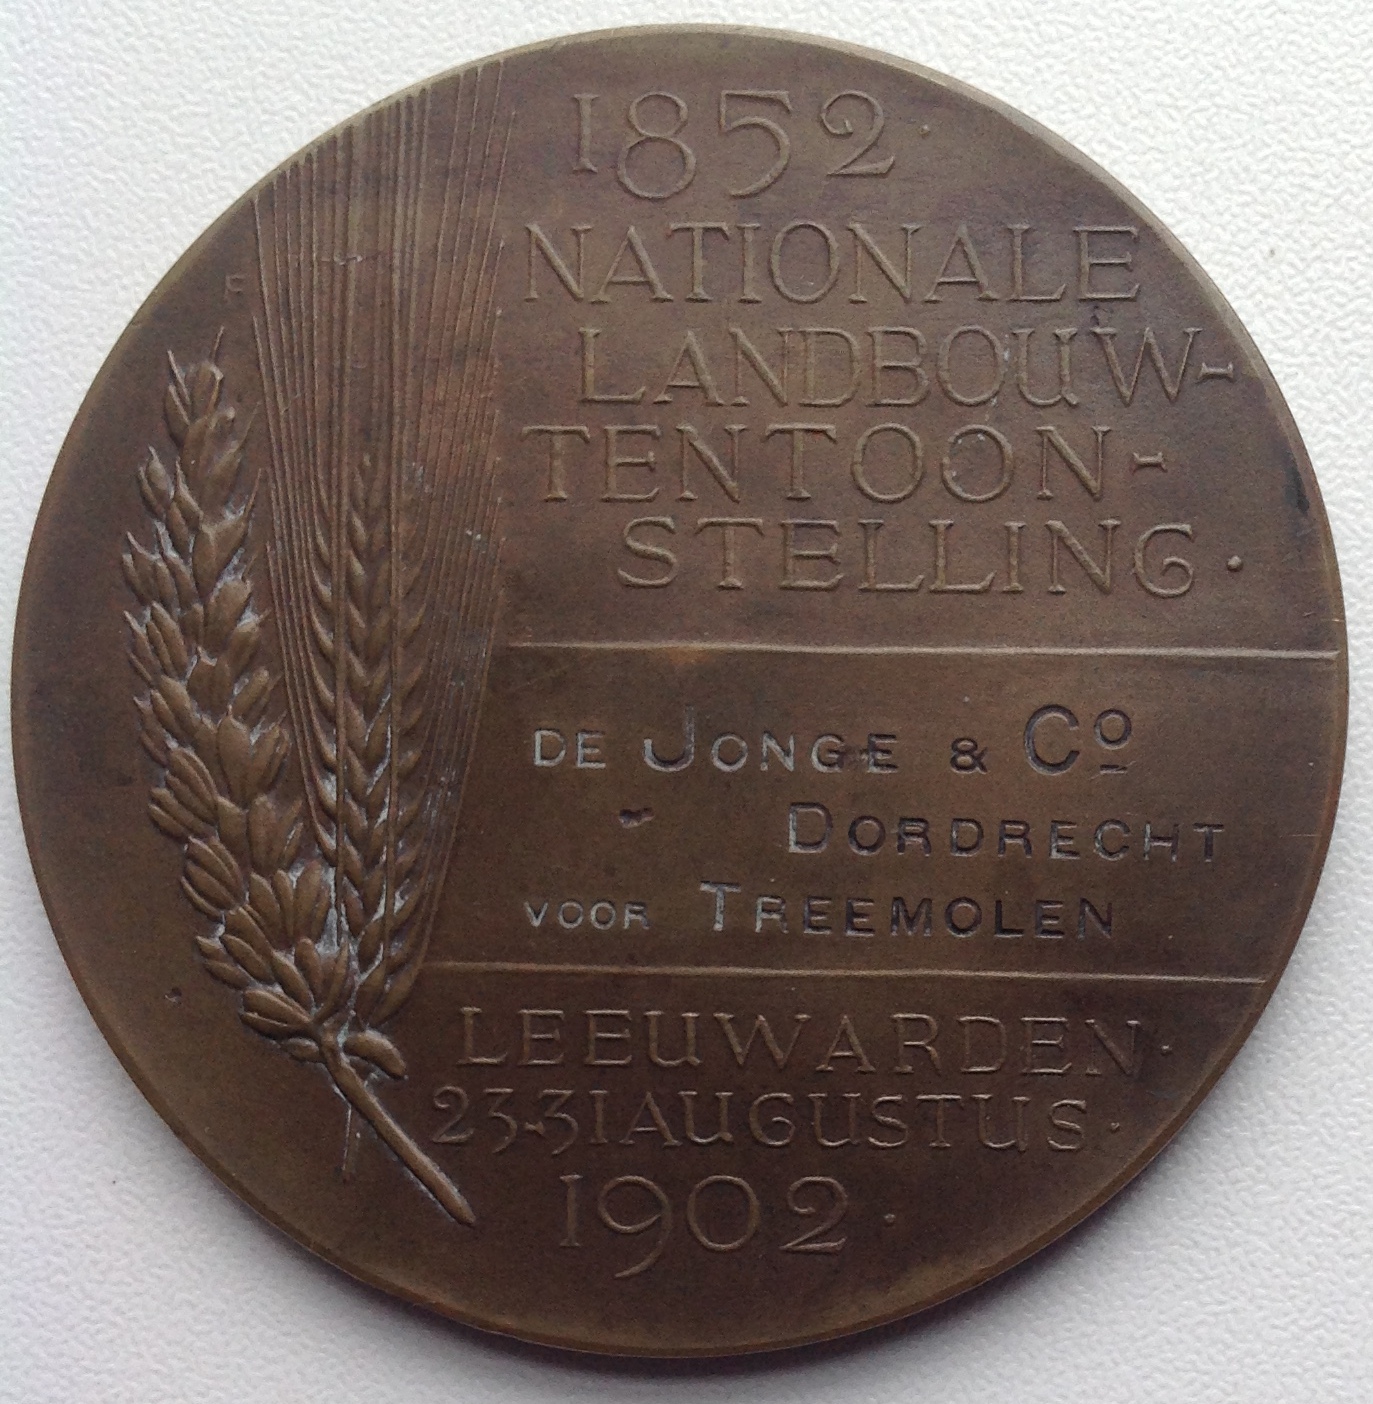 1852.
NATIONALE
LANDBOUW-
TENTOON-
STELLING.
DE JONGE & Cº
DORDRECHT
VOOR TREEMOLEN
LEEUWARDEN.
23-31 AUGUSTUS.
1902.